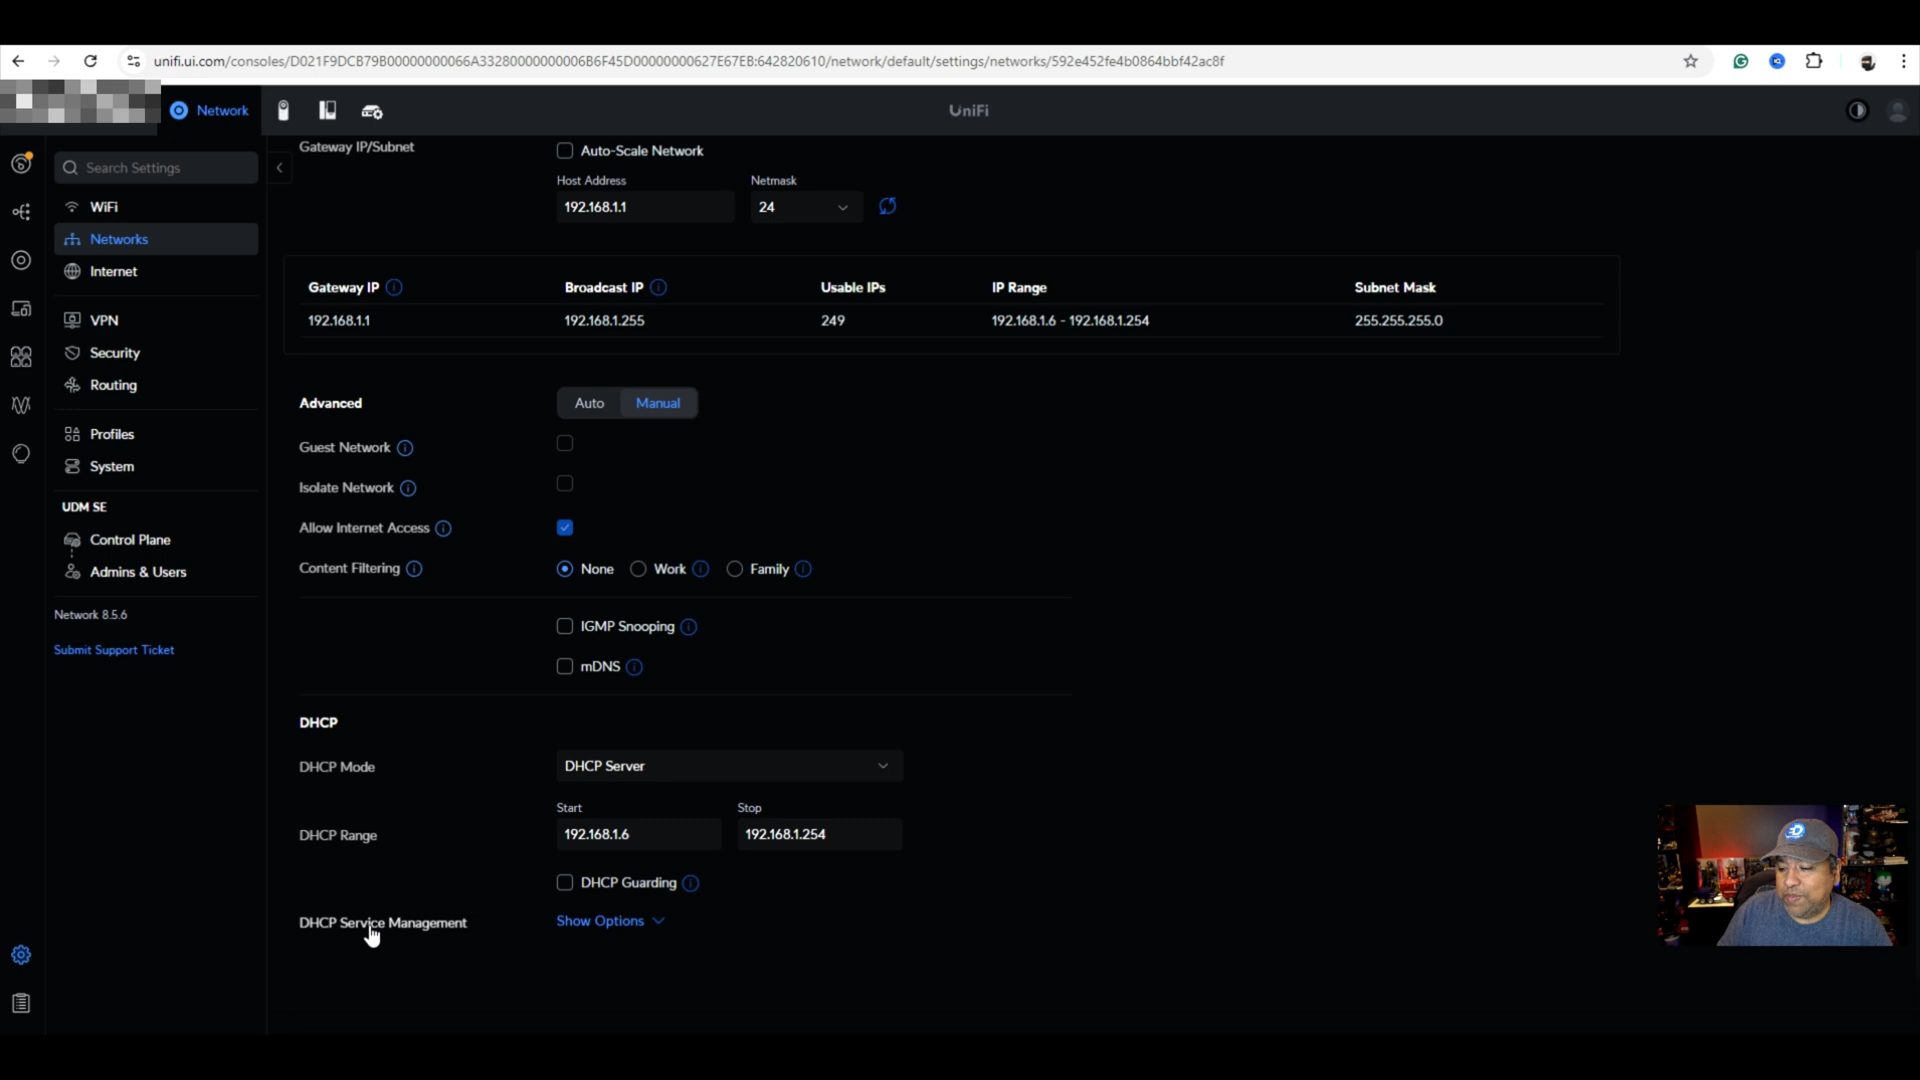 unifi.ui.com/consoles/D021F9DCB79B00000000066A33280000000006B6F45D00000000627E67EB:642820610/network/default/settings/networks/592e452fe4b0864bbf42ac8f
Network
UniFi
Search Settings
WiFi
Networks
Internet
VPN
Security
Routing
Profiles
System
UDM SE
Control Plane
Admins & Users
Network 8.5.6
Submit Support Ticket
Gateway IP/Subnet
Auto-Scale Network
Host Address Netmask
192.168.1.1 24
Gateway IP Broadcast IP Usable IPs IP Range Subnet Mask
192.168.1.1 192.168.1.255 249 192.168.1.6 - 192.168.1.254 255.255.255.0
Advanced Auto Manual
Guest Network
Isolate Network
Allow Internet Access
Content Filtering None Work Family
IGMP Snooping
mDNS
DHCP
DHCP Mode DHCP Server
Start Stop
DHCP Range 192.168.1.6 192.168.1.254
DHCP Guarding
DHCP Service Management Show Options